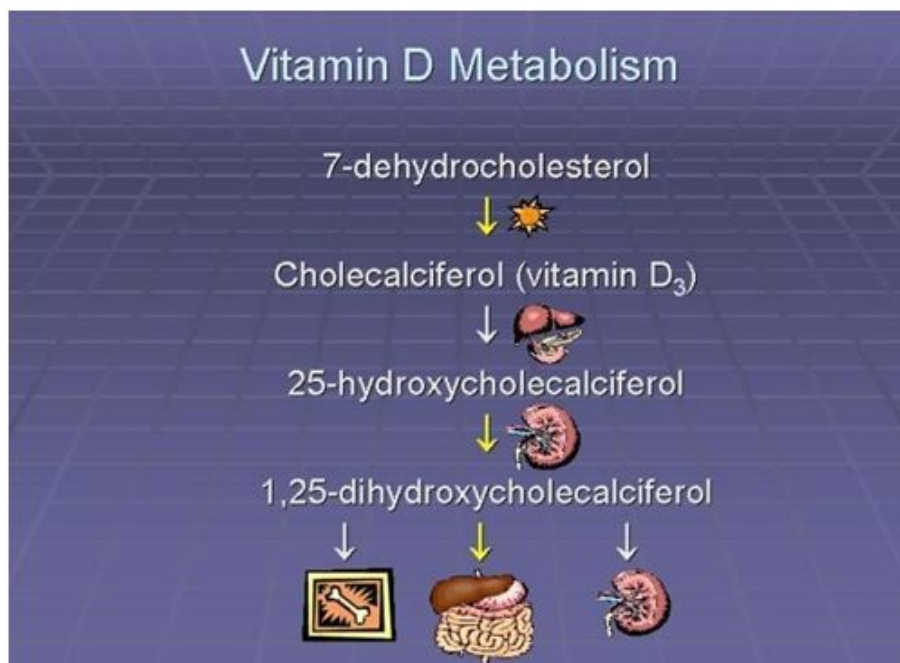 Vitamin D Metabolism
7-dehydrocholesterol
Cholecalciferol (vitamin D₃)
25-hydroxycholecalciferol
1,25-dihydroxycholecalciferol